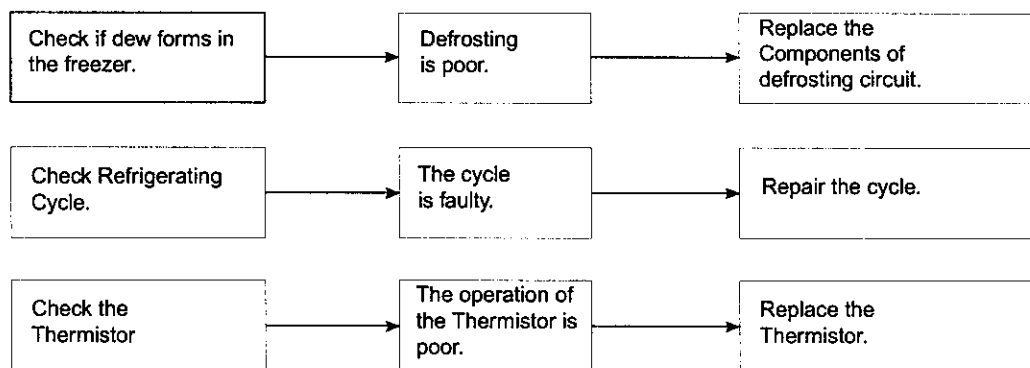 Check if dew forms in
the freezer.
Defrosting
is poor.
Replace the
Components of
defrosting circuit.
Check Refrigerating
Cycle.
The cycle
is faulty.
Repair the cycle.
Check the
Thermistor
The operation of
the Thermistor is
poor.
Replace the
Thermistor.